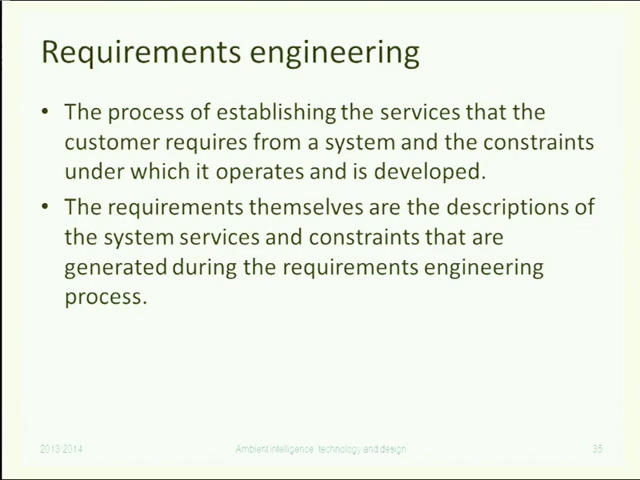 Requirements engineering
• The process of establishing the services that the
customer requires from a system and the constraints
under which it operates and is developed.
• The requirements themselves are the descriptions of
the system services and constraints that are
generated during the requirements engineering
process.
2013-2014 Ambient intelligence: technology and design 35